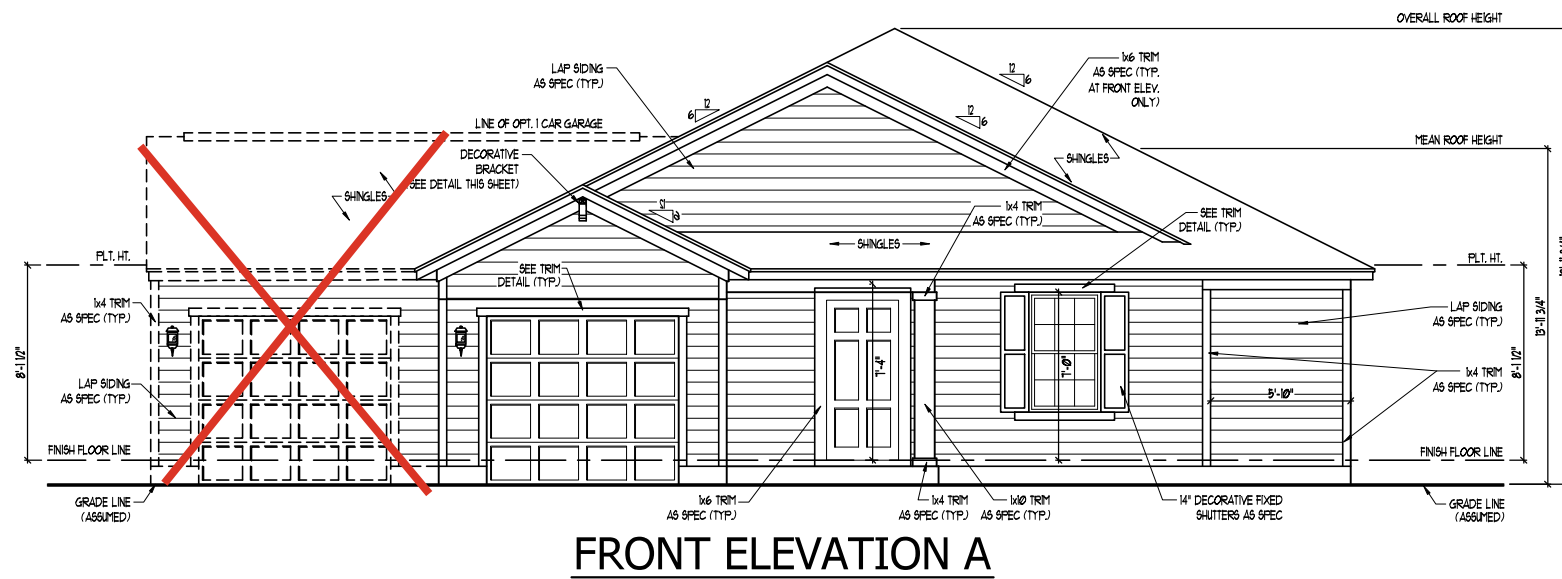 OVERALL ROOF HEIGHT
LAP SIDING
AS SPEC (TYP.)
1x6 TRIM
AS SPEC (TYP.
AT FRONT ELEV.
ONLY)
12
6
12
6
12
6
LINE OF OPT. 1 CAR GARAGE
MEAN ROOF HEIGHT
DECORATIVE
BRACKET
(SEE DETAIL THIS SHEET)
SHINGLES
SHINGLES
12
6
1x4 TRIM
AS SPEC (TYP.)
SEE TRIM
DETAIL (TYP.)
SHINGLES
PLT. HT.
PLT. HT.
SEE TRIM
DETAIL (TYP.)
1x4 TRIM
AS SPEC (TYP.)
LAP SIDING
AS SPEC (TYP.)
8'-1 1/2"
7'-4"
7'-0"
8'-1 1/2"
13'-11 3/4"
LAP SIDING
AS SPEC (TYP.)
1x4 TRIM
AS SPEC (TYP.)
5'-10"
FINISH FLOOR LINE
FINISH FLOOR LINE
GRADE LINE
(ASSUMED)
1x6 TRIM
AS SPEC (TYP.)
1x4 TRIM
AS SPEC (TYP.)
1x10 TRIM
AS SPEC (TYP.)
14" DECORATIVE FIXED
SHUTTERS AS SPEC
GRADE LINE
(ASSUMED)
FRONT ELEVATION A